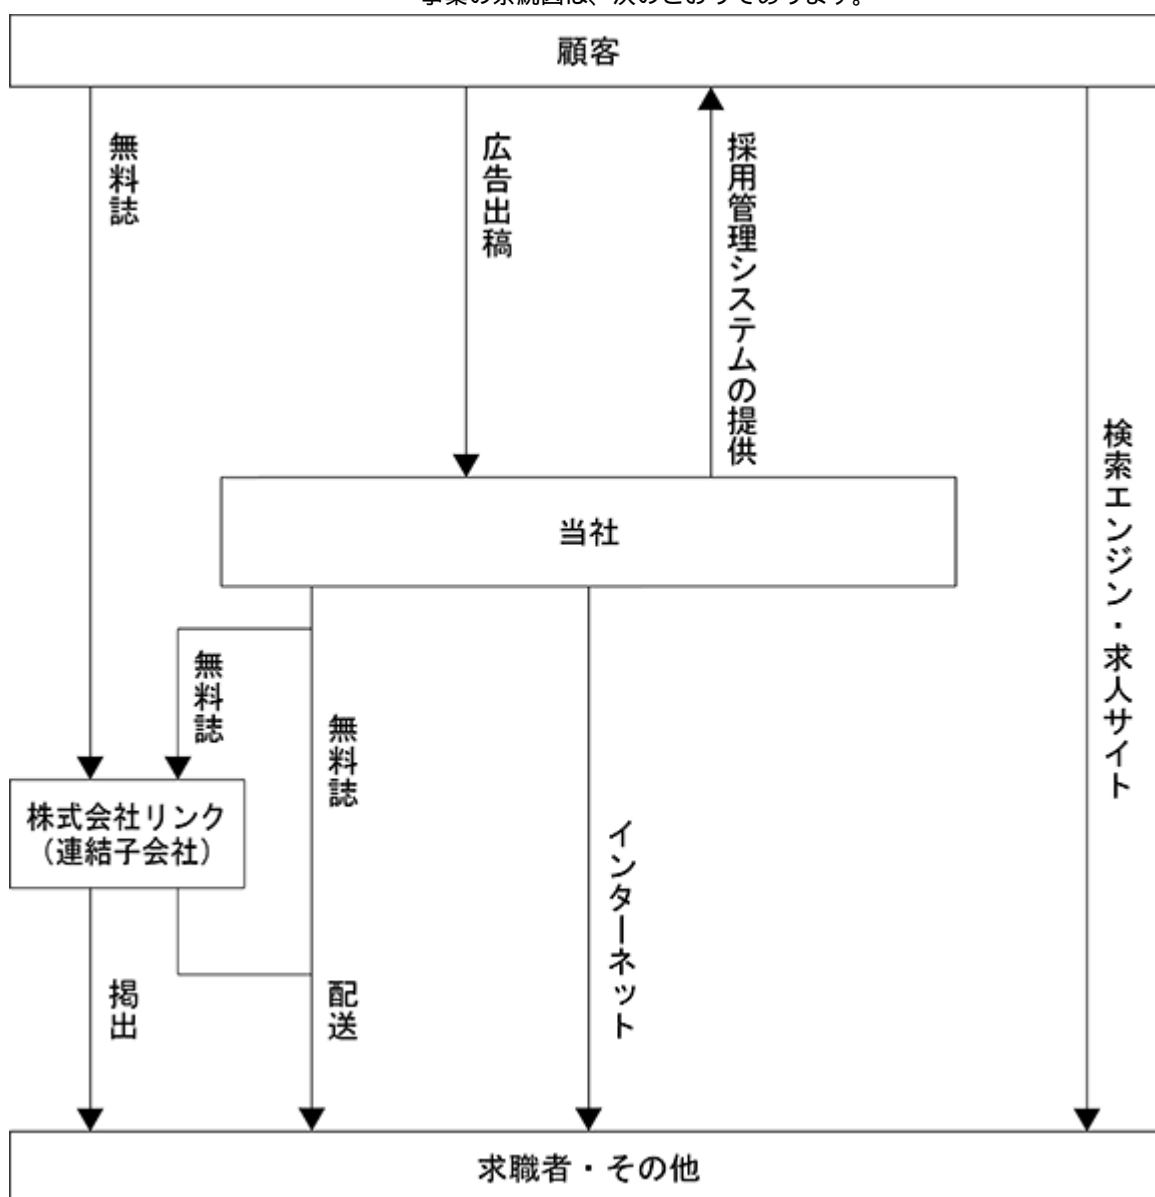 事業の系統図は、次のとおりであります。
顧客
無料誌
広告出稿
採用管理システムの提供
検索エンジン・求人サイト
当社
無料誌
無料誌
株式会社リンク
（連結子会社）
インターネット
掲出
配送
求職者・その他